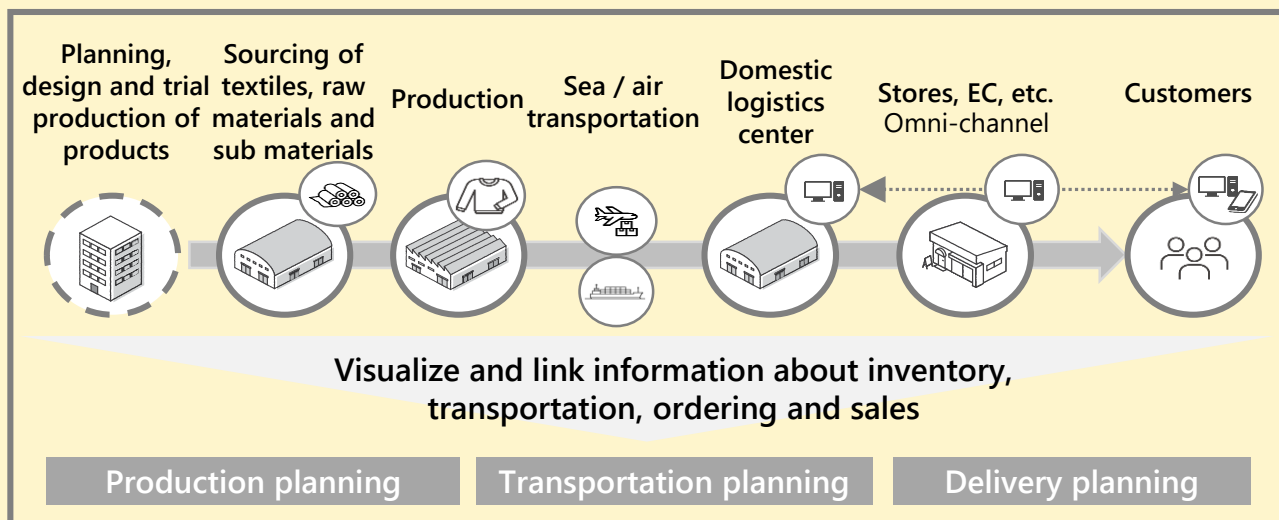 Planning,
design and trial
production of
products
Sourcing of
textiles, raw
materials and
sub materials
Production
Sea / air
transportation
Domestic
logistics
center
Stores, EC, etc.
Omni-channel
Customers
Visualize and link information about inventory,
transportation, ordering and sales
Production planning
Transportation planning
Delivery planning